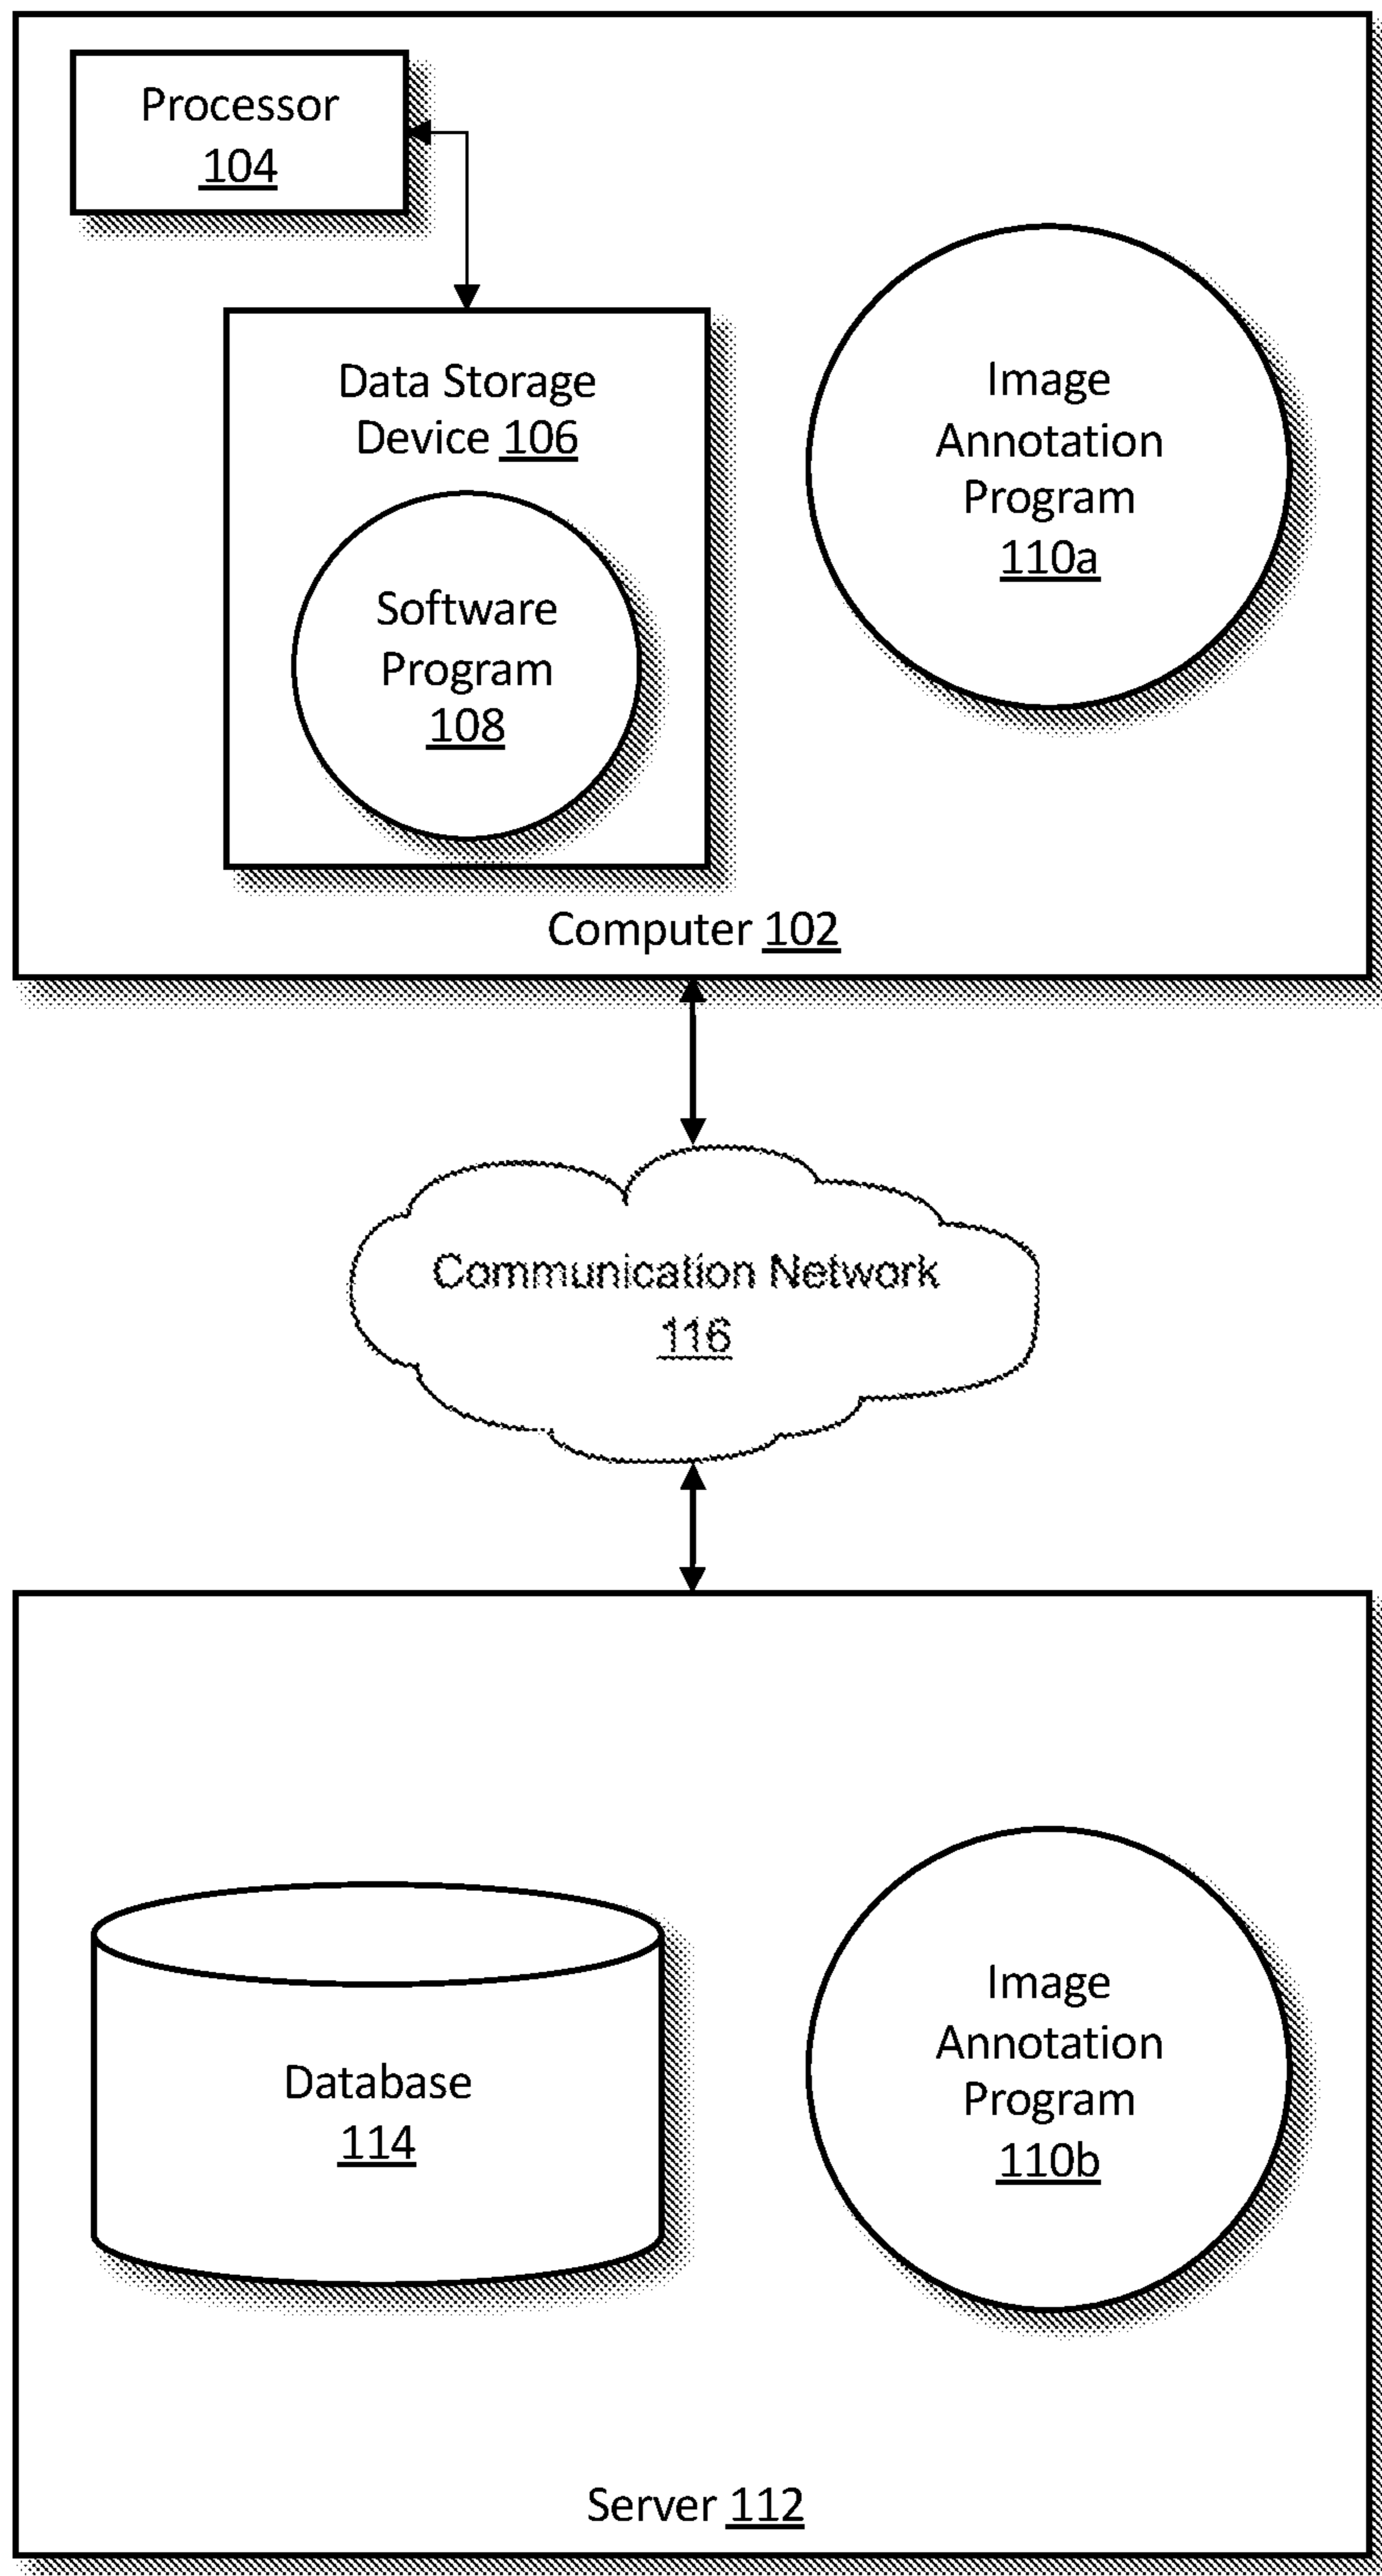 Processor
104
Data Storage
Device 106
Software
Program
108
Image
Annotation
Program
110a
Computer 102
Communication Network
116
Database
114
Image
Annotation
Program
110b
Server 112